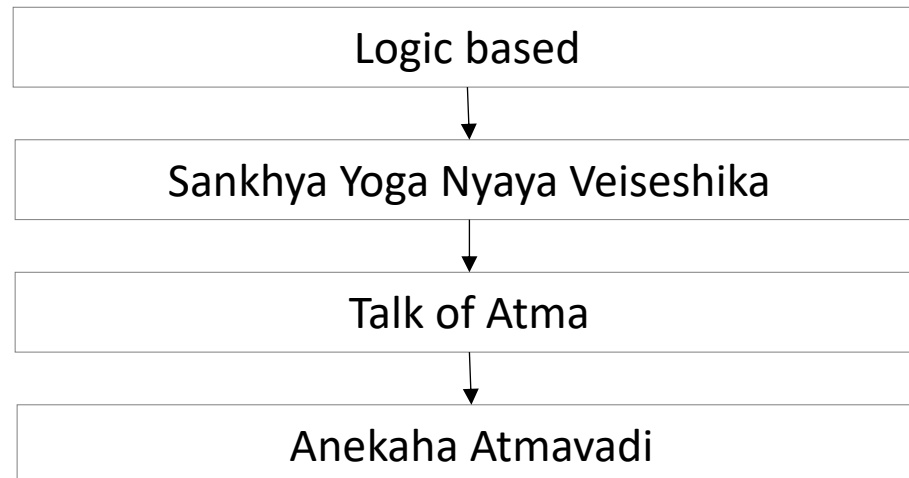 Logic based
Sankhya Yoga Nyaya Veiseshika
Talk of Atma
Anekaha Atmavadi